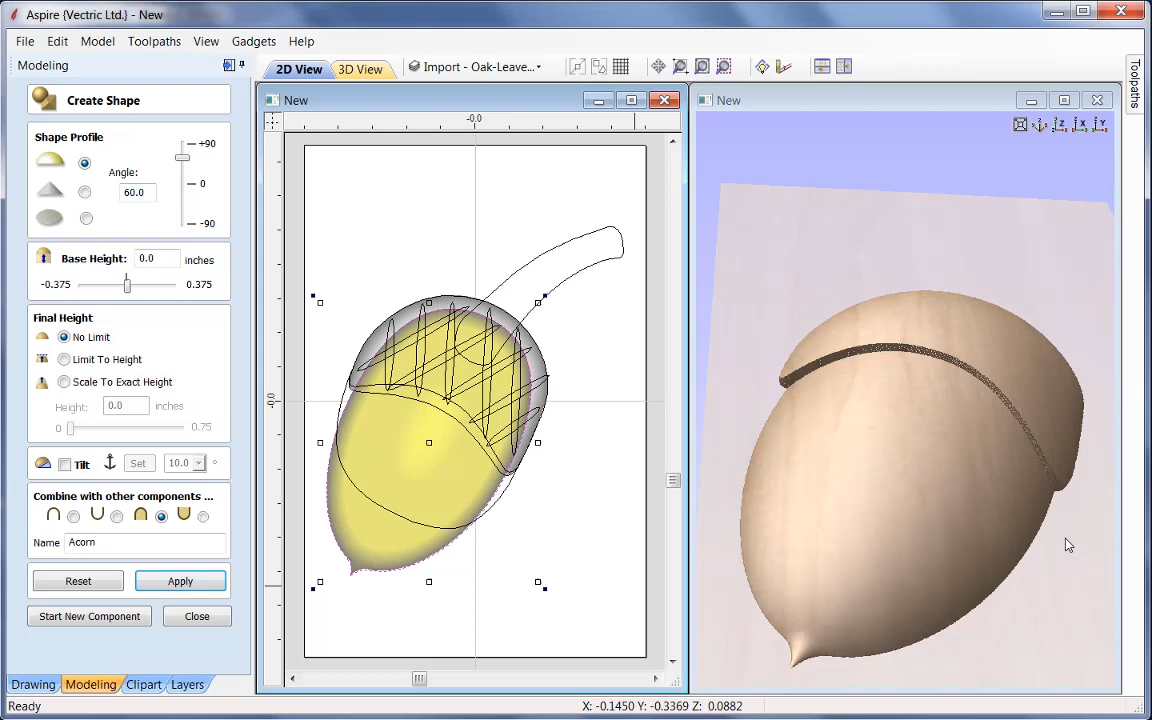 Aspire {Vectric Ltd.} - New
File Edit Model Toolpaths View Gadgets Help
Modeling
2D View 3D View Import - Oak-Leave...
Create Shape
New
New
-0.0
Z X Y
Shape Profile
+90
Angle:
0
60.0
-90
Base Height: 0.0 inches
-0.375 0.375
Final Height
No Limit
Limit To Height
Scale To Exact Height
Height: 0.0 inches
0 0.75
-0.0
Tilt Set 10.0 °
Combine with other components ...
Name Acorn
Reset Apply
Start New Component Close
Drawing Modeling Clipart Layers
Toolpaths
Ready
X: -0.1450 Y: -0.3369 Z: 0.0882